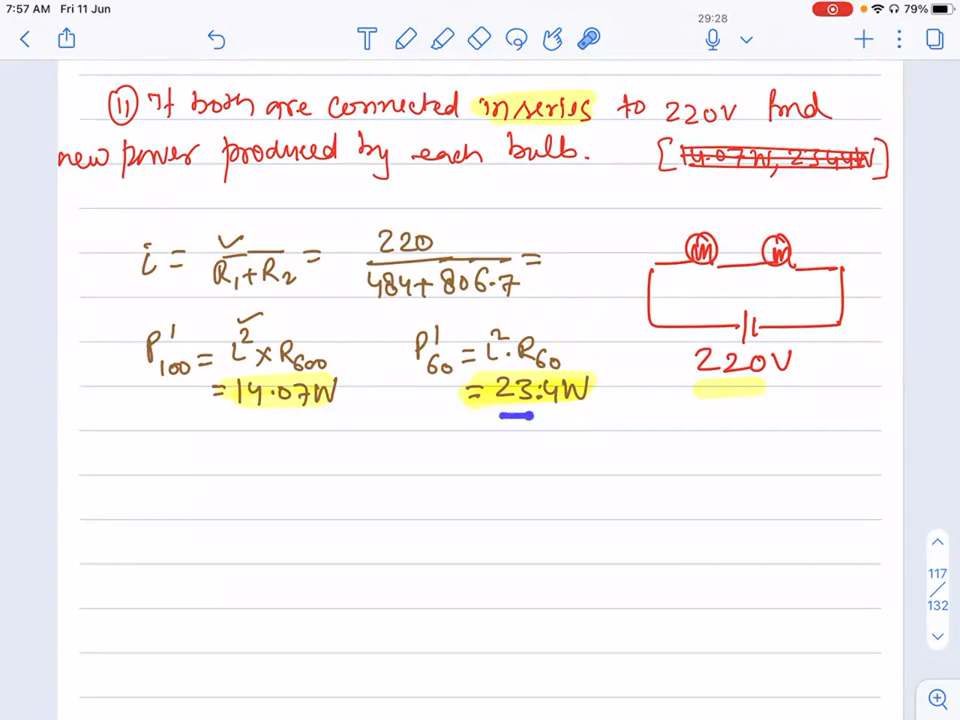 7:57 AM Fri 11 Jun
79%
29:28
T
(11) If both are connected in series to 220V find
new power produced by each bulb. [14.07W, 23.44W]
i = V / R1+R2 = 220 / 484+806.7 =
P'100 = i² × R600
= 14.07W
P'60 = i² · R60
= 23.4W
220V
117
132